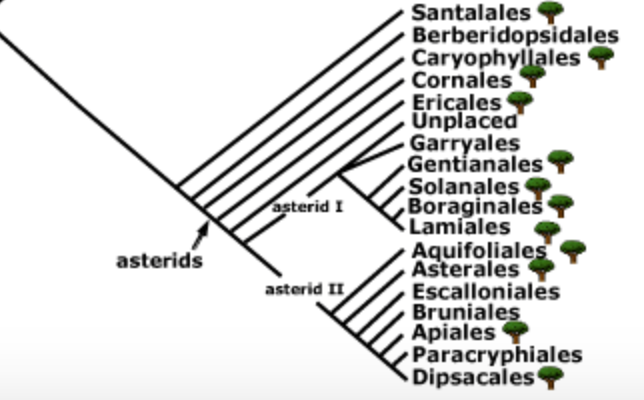 Santalales
Berberidopsidales
Caryophyllales
Cornales
Ericales
Unplaced
Garryales
Gentianales
Solanales
asterid I
Boraginales
Lamiales
asterids
Aquifoliales
Asterales
asterid II
Escalloniales
Bruniales
Apiales
Paracryphiales
Dipsacales